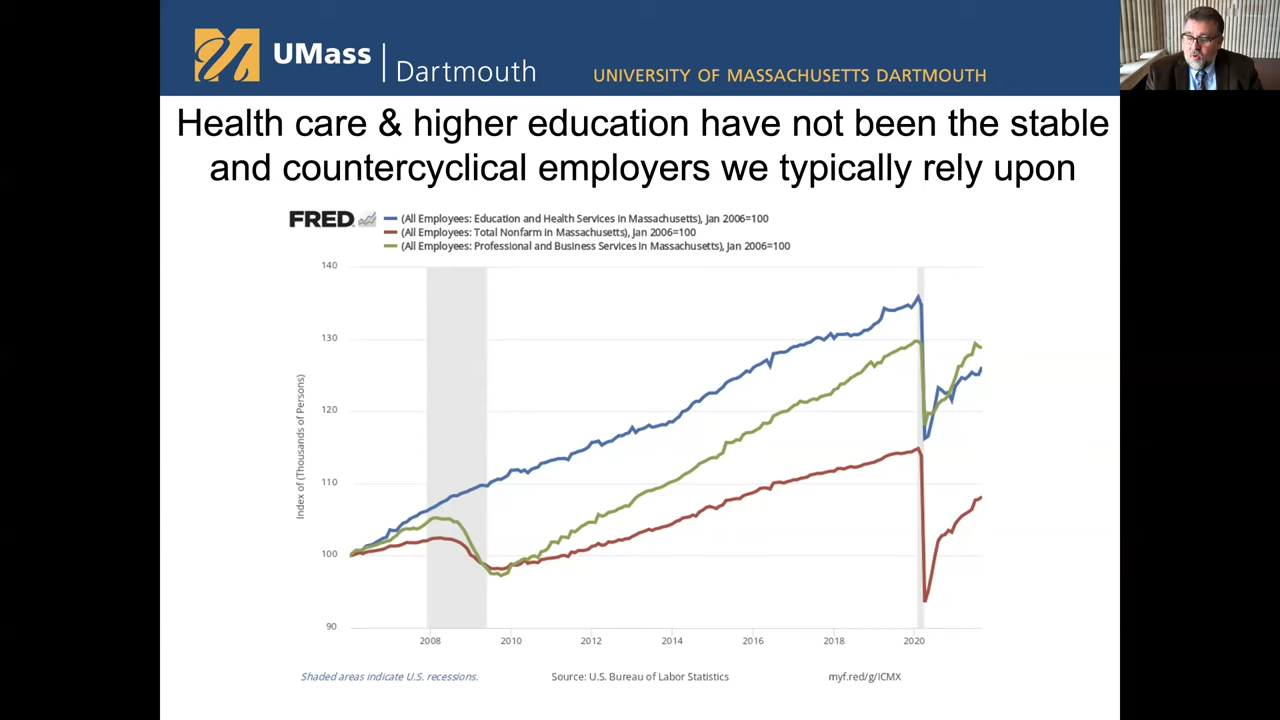 UMass
Dartmouth
UNIVERSITY OF MASSACHUSETTS DARTMOUTH
Health care & higher education have not been the stable
and countercyclical employers we typically rely upon
FRED
(All Employees: Education and Health Services in Massachusetts), Jan 2006=100
(All Employees: Total Nonfarm in Massachusetts), Jan 2006=100
(All Employees: Professional and Business Services in Massachusetts), Jan 2006=100
140
130
120
110
100
90
Index of (Thousands of Persons)
2008 2010 2012 2014 2016 2018 2020
Shaded areas indicate U.S. recessions. Source: U.S. Bureau of Labor Statistics myf.red/g/ICMX